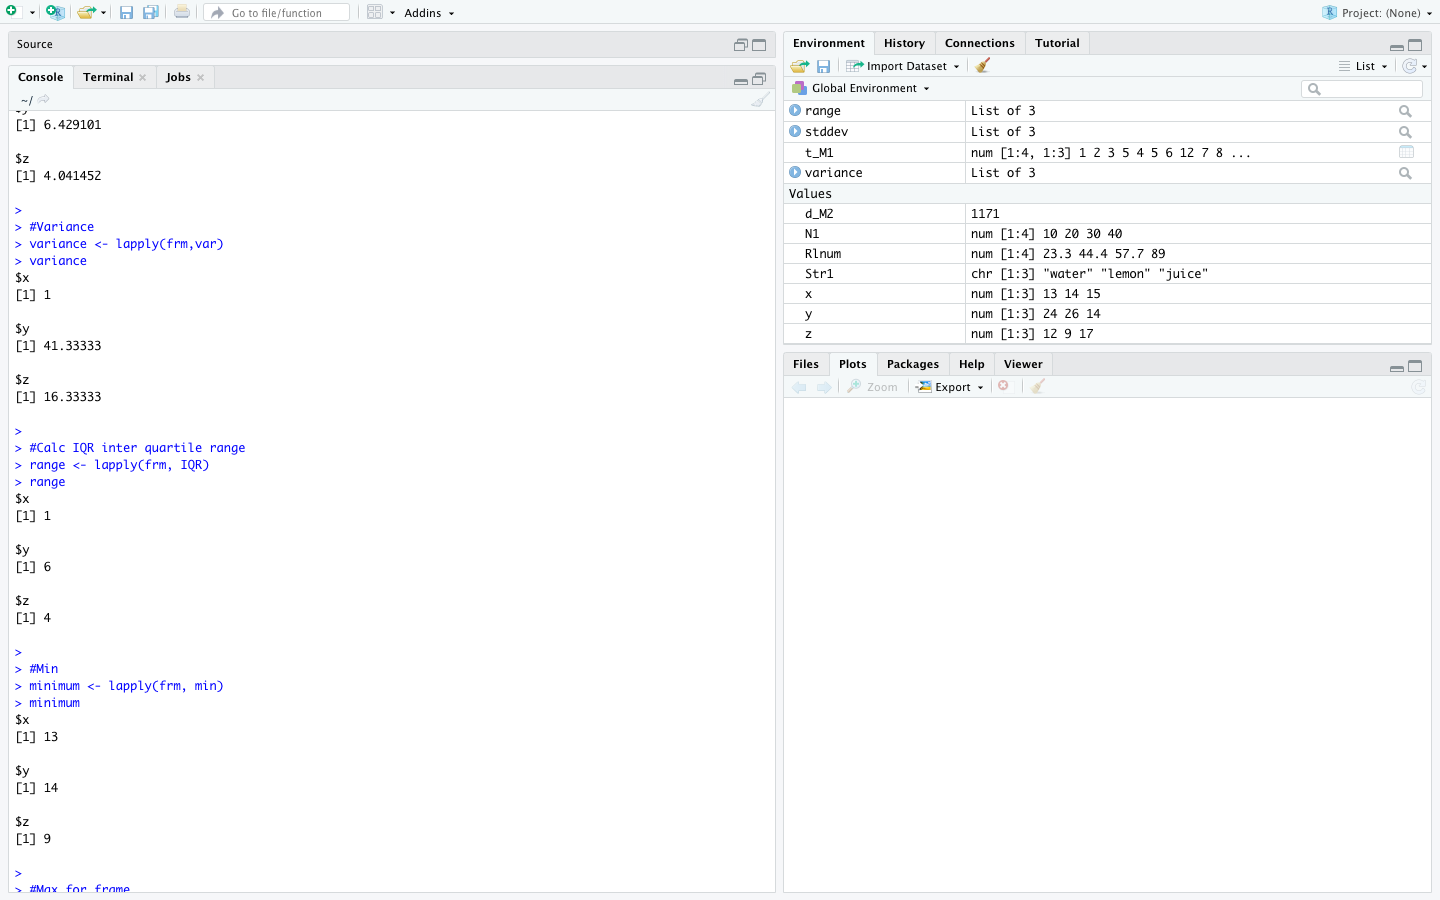 Go to file/function
Addins
Project: (None)
Source
Console Terminal Jobs
~/
$y
[1] 6.429101
$z
[1] 4.041452
>
> #Variance
> variance <- lapply(frm,var)
> variance
$x
[1] 1
$y
[1] 41.33333
$z
[1] 16.33333
>
> #Calc IQR inter quartile range
> range <- lapply(frm, IQR)
> range
$x
[1] 1
$y
[1] 6
$z
[1] 4
>
> #Min
> minimum <- lapply(frm, min)
> minimum
$x
[1] 13
$y
[1] 14
$z
[1] 9
>
> #Max for frame
Environment History Connections Tutorial
Import Dataset List
R Global Environment
range List of 3
stddev List of 3
t_M1 num [1:4, 1:3] 1 2 3 5 4 5 6 12 7 8 ...
variance List of 3
Values
d_M2 1171
N1 num [1:4] 10 20 30 40
Rlnum num [1:4] 23.3 44.4 57.7 89
Str1 chr [1:3] "water" "lemon" "juice"
x num [1:3] 13 14 15
y num [1:3] 24 26 14
z num [1:3] 12 9 17
Files Plots Packages Help Viewer
Zoom Export